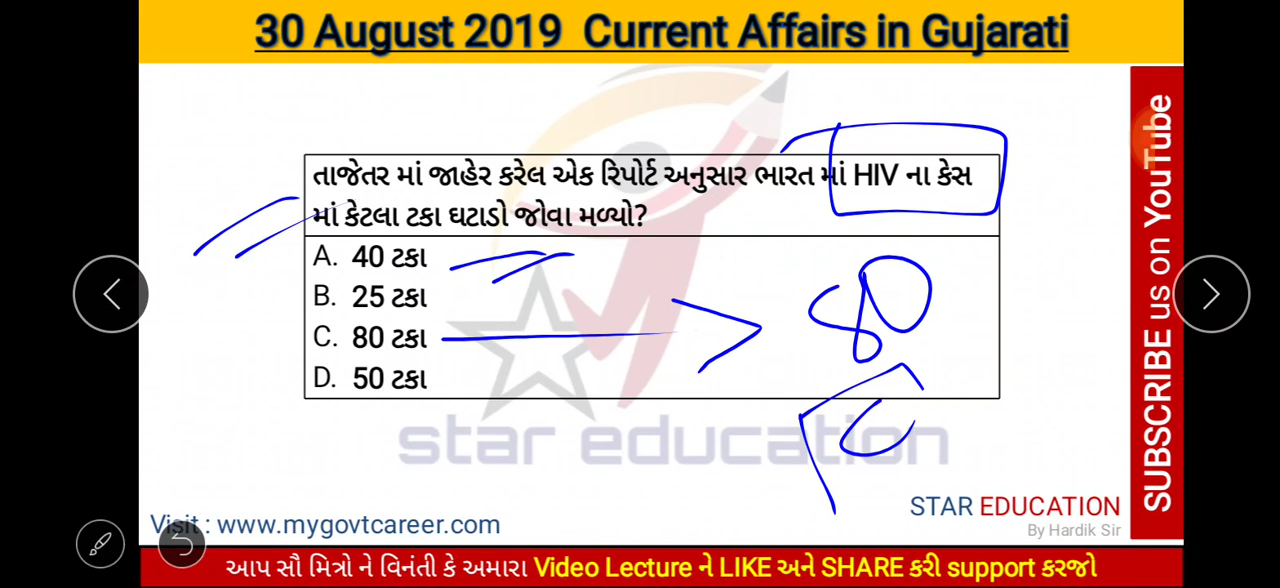 30 August 2019 Current Affairs in Gujarati
તાજેતર માં જાહેર કરેલ એક રિપોર્ટ અનુસાર ભારત માં HIV ના કેસ
માં કેટલા ટકા ઘટાડો જોવા મળ્યો?
A. 40 ટકા
B. 25 ટકા
C. 80 ટકા
D. 50 ટકા
80
star education
STAR EDUCATION
By Hardik Sir
Visit : www.mygovtcareer.com
આપ સૌ મિત્રો ને વિનંતી કે અમારા Video Lecture ને LIKE અને SHARE કરી support કરજો
SUBSCRIBE us on YouTube